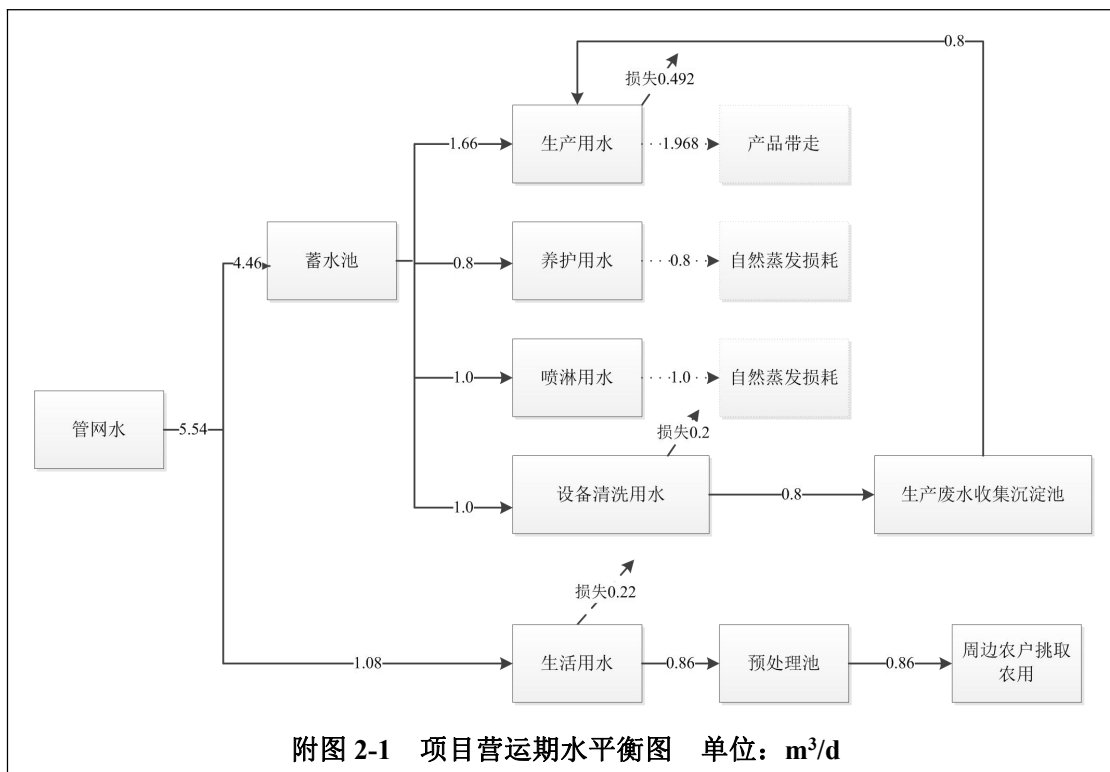 0.8
损失0.492
生产用水
1.66
1.968
产品带走
4.46
蓄水池
0.8
养护用水
0.8
自然蒸发损耗
1.0
喷淋用水
1.0
自然蒸发损耗
管网水
5.54
损失0.2
1.0
设备清洗用水
0.8
生产废水收集沉淀池
损失0.22
1.08
生活用水
0.86
预处理池
0.86
周边农户挑取
农用
附图 2-1 项目营运期水平衡图 单位：m³/d